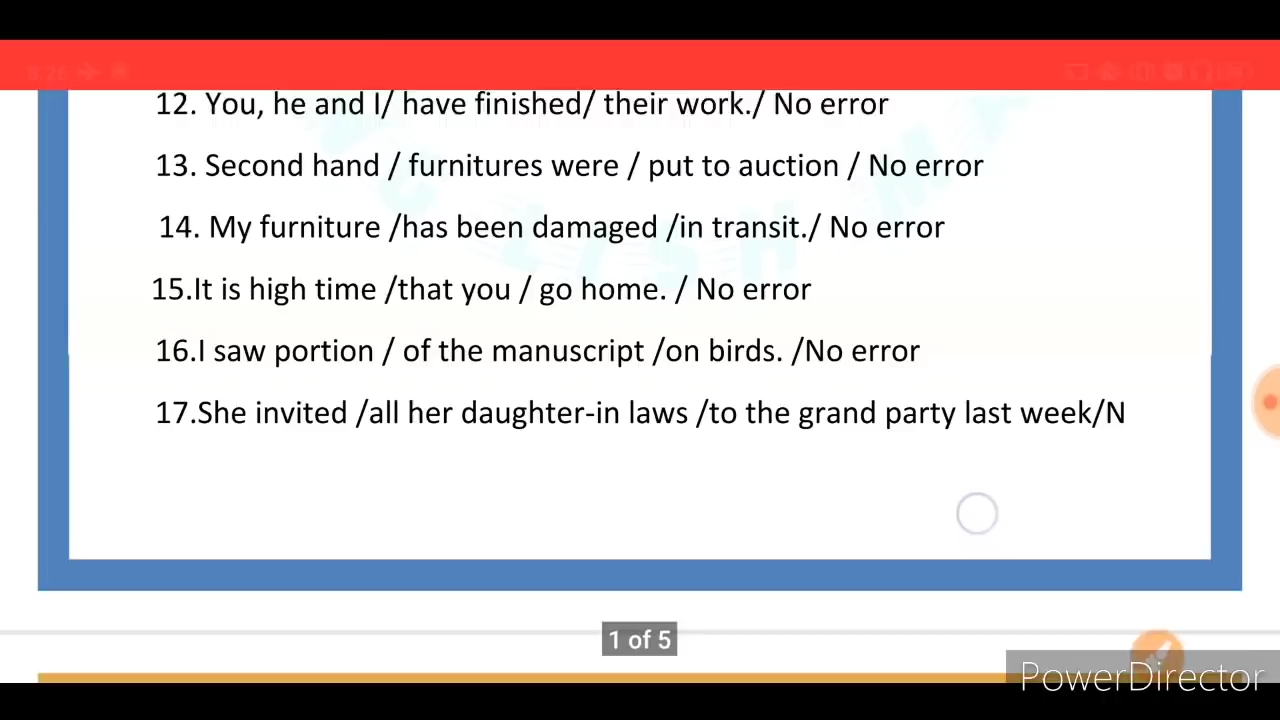 12. You, he and I/ have finished/ their work./ No error
13. Second hand / furnitures were / put to auction / No error
14. My furniture /has been damaged /in transit./ No error
15.It is high time /that you / go home. / No error
16.I saw portion / of the manuscript /on birds. /No error
17.She invited /all her daughter-in laws /to the grand party last week/N
1 of 5
PowerDirector